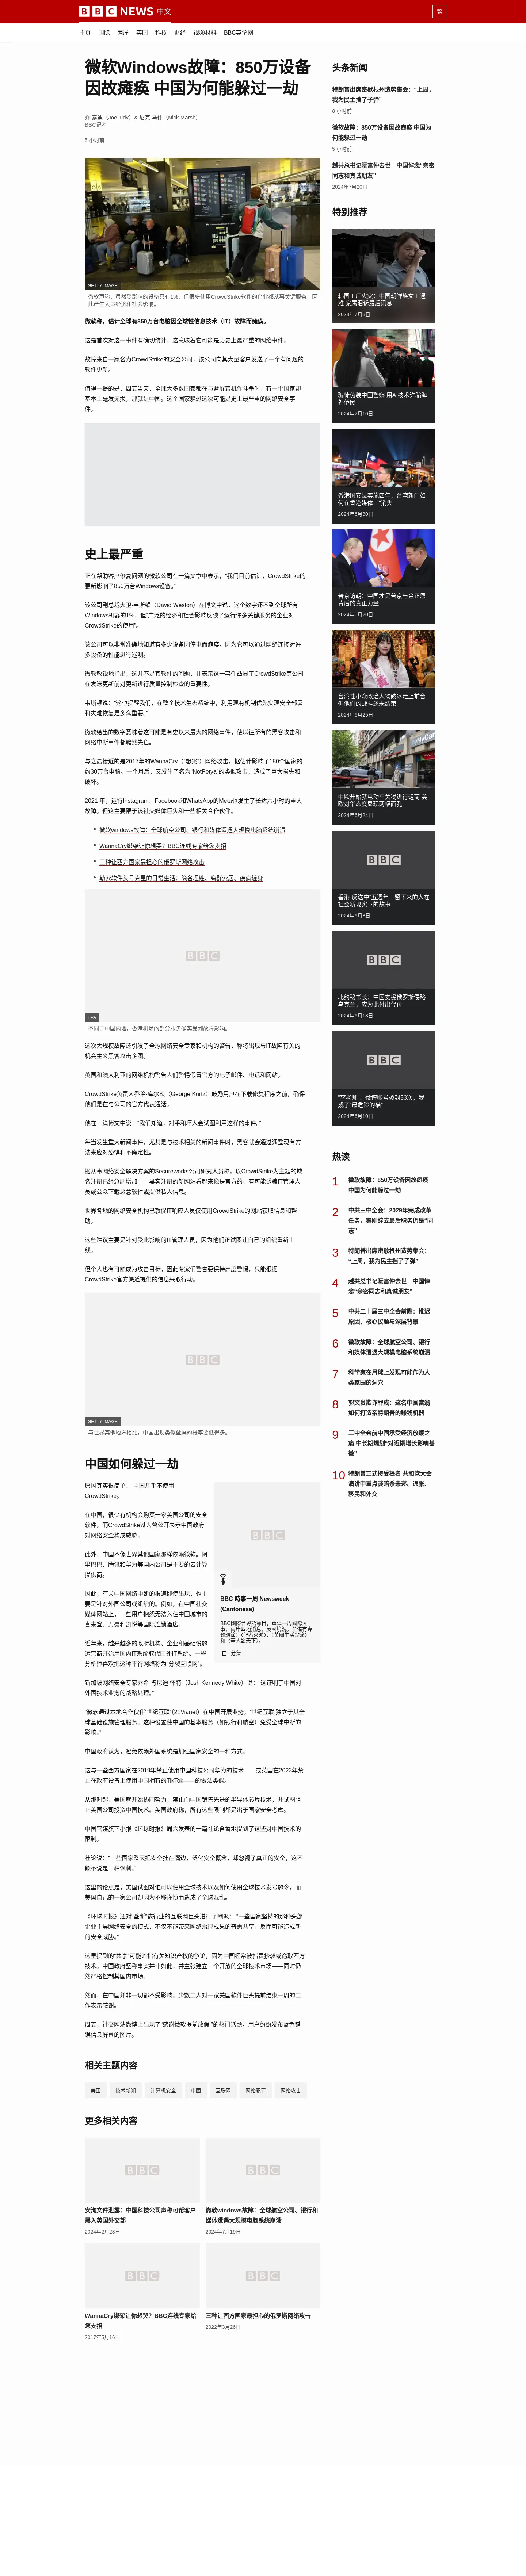 BBC NEWS 中文
繁
主页 国际 两岸 英国 科技 财经 视频材料 BBC英伦网
微软Windows故障：850万设备
因故瘫痪 中国为何能躲过一劫
乔·泰迪（Joe Tidy）& 尼克·马什（Nick Marsh）
BBC记者
5 小时前
GETTY IMAGE
微软声称，虽然受影响的设备只有1%，但很多使用CrowdStrike软件的企业都从事关键服务，因
此产生大量经济和社会影响。
微软称，估计全球有850万台电脑因全球性信息技术（IT）故障而瘫痪。
这是首次对这一事件有确切统计，这意味着它可能是历史上最严重的网络事件。
故障来自一家名为CrowdStrike的安全公司，该公司向其大量客户发送了一个有问题的
软件更新。
值得一提的是，周五当天，全球大多数国家都在与蓝屏宕机作斗争时，有一个国家却
基本上毫发无损，那就是中国。这个国家躲过这次可能是史上最严重的网络安全事
件。
史上最严重
正在帮助客户修复问题的微软公司在一篇文章中表示，“我们目前估计，CrowdStrike的
更新影响了850万台Windows设备。”
该公司副总裁大卫·韦斯顿（David Weston）在博文中说，这个数字还不到全球所有
Windows机器的1%，但“广泛的经济和社会影响反映了运行许多关键服务的企业对
CrowdStrike的使用”。
该公司可以非常准确地知道有多少设备因停电而瘫痪，因为它可以通过网络连接对许
多设备的性能进行遥测。
微软敏锐地指出，这并不是其软件的问题，并表示这一事件凸显了CrowdStrike等公司
在发送更新前对更新进行质量控制检查的重要性。
韦斯顿说：“这也提醒我们，在整个技术生态系统中，利用现有机制优先实现安全部署
和灾难恢复是多么重要。”
微软给出的数字意味着这可能是有史以来最大的网络事件，使以往所有的黑客攻击和
网络中断事件都黯然失色。
与之最接近的是2017年的WannaCry（“想哭”）网络攻击，据估计影响了150个国家的
约30万台电脑。一个月后，又发生了名为“NotPetya”的类似攻击，造成了巨大损失和
破坏。
2021 年，运行Instagram、Facebook和WhatsApp的Meta也发生了长达六小时的重大
故障。但这主要限于该社交媒体巨头和一些相关合作伙伴。
微软windows故障：全球航空公司、银行和媒体遭遇大规模电脑系统崩溃
WannaCry绑架让你想哭？BBC连线专家给您支招
三种让西方国家最担心的俄罗斯网络攻击
勒索软件头号克星的日常生活：隐名埋姓、离群索居、疾病缠身
EPA
不同于中国内地，香港机场的部分服务确实受到故障影响。
这次大规模故障还引发了全球网络安全专家和机构的警告，称将出现与IT故障有关的
机会主义黑客攻击企图。
英国和澳大利亚的网络机构警告人们警惕假冒官方的电子邮件、电话和网站。
CrowdStrike负责人乔治·库尔茨（George Kurtz）鼓励用户在下载修复程序之前，确保
他们是在与公司的官方代表通话。
他在一篇博文中说：“我们知道，对手和坏人会试图利用这样的事件。”
每当发生重大新闻事件，尤其是与技术相关的新闻事件时，黑客就会通过调整现有方
法来应对恐惧和不确定性。
据从事网络安全解决方案的Secureworks公司研究人员称，以CrowdStrike为主题的域
名注册已经急剧增加——黑客注册的新网站看起来像是官方的，有可能诱骗IT管理人
员或公众下载恶意软件或提供私人信息。
世界各地的网络安全机构已敦促IT响应人员仅使用CrowdStrike的网站获取信息和帮
助。
这些建议主要是针对受此影响的IT管理人员，因为他们正试图让自己的组织重新上
线。
但个人也有可能成为攻击目标，因此专家们警告要保持高度警惕，只能根据
CrowdStrike官方渠道提供的信息采取行动。
GETTY IMAGE
与世界其他地方相比，中国出现类似蓝屏的概率要低得多。
中国如何躲过一劫
原因其实很简单： 中国几乎不使用
CrowdStrike。
在中国，很少有机构会购买一家美国公司的安全
软件，而CrowdStrike过去曾公开表示中国政府
对网络安全构成威胁。
此外，中国不像世界其他国家那样依赖微软。阿
里巴巴、腾讯和华为等国内公司是主要的云计算
提供商。
因此，有关中国网络中断的报道即使出现，也主
要是针对外国公司或组织的。例如，在中国社交
媒体网站上，一些用户抱怨无法入住中国城市的
喜来登、万豪和凯悦等国际连锁酒店。
近年来，越来越多的政府机构、企业和基础设施
运营商开始用国内IT系统取代国外IT系统。一些
分析师喜欢把这种平行网络称为“分裂互联网”。
BBC 時事一周 Newsweek
(Cantonese)
BBC國際台粵語節目，重溫一周國際大
事，兩岸四地消息，英國境況。並備有專
題環節：〈記者來鴻〉、〈英國生活點滴〉
和〈華人談天下〉。
分集
新加坡网络安全专家乔希·肯尼迪·怀特（Josh Kennedy White）说：“这证明了中国对
外国技术业务的战略处理。”
“微软通过本地合作伙伴‘世纪互联’（21Vianet）在中国开展业务，‘世纪互联’独立于其全
球基础设施管理服务。这种设置使中国的基本服务（如银行和航空）免受全球中断的
影响。”
中国政府认为，避免依赖外国系统是加强国家安全的一种方式。
这与一些西方国家在2019年禁止使用中国科技公司华为的技术——或英国在2023年禁
止在政府设备上使用中国拥有的TikTok——的做法类似。
从那时起，美国就开始协同努力，禁止向中国销售先进的半导体芯片技术，并试图阻
止美国公司投资中国技术。美国政府称，所有这些限制都是出于国家安全考虑。
中国官媒旗下小报《环球时报》周六发表的一篇社论含蓄地提到了这些对中国技术的
限制。
社论说：“一些国家整天把安全挂在嘴边，泛化安全概念，却忽视了真正的安全，这不
能不说是一种讽刺。”
这里的论点是，美国试图对谁可以使用全球技术以及如何使用全球技术发号施令，而
美国自己的一家公司却因为不够谨慎而造成了全球混乱。
《环球时报》还对“垄断”该行业的互联网巨头进行了嘲讽： “一些国家坚持的那种头部
企业主导网络安全的模式，不仅不能带来网络治理成果的普惠共享，反而可能造成新
的安全威胁。”
这里提到的“共享”可能暗指有关知识产权的争论，因为中国经常被指责抄袭或窃取西方
技术。中国政府坚称事实并非如此，并主张建立一个开放的全球技术市场——同时仍
然严格控制其国内市场。
然而，在中国并非一切都不受影响。少数工人对一家美国软件巨头提前结束一周的工
作表示感谢。
周五，社交网站微博上出现了“感谢微软提前放假 ”的热门话题，用户纷纷发布蓝色错
误信息屏幕的图片。
相关主题内容
美国 技术新知 计算机安全 中国 互联网 网络犯罪 网络攻击
更多相关内容
安洵文件泄露：中国科技公司声称可帮客户
黑入英国外交部
2024年2月23日
微软windows故障：全球航空公司、银行和
媒体遭遇大规模电脑系统崩溃
2024年7月19日
WannaCry绑架让你想哭？BBC连线专家给
您支招
2017年5月16日
三种让西方国家最担心的俄罗斯网络攻击
2022年3月26日
头条新闻
特朗普出席密歇根州造势集会：“上周，
我为民主挡了子弹”
6 小时前
微软故障：850万设备因故瘫痪 中国为
何能躲过一劫
5 小时前
越共总书记阮富仲去世　中国悼念“亲密
同志和真诚朋友”
2024年7月20日
特别推荐
韩国工厂火灾：中国朝鲜族女工遇
难 家属泪诉最后讯息
2024年7月8日
骗徒伪装中国警察 用AI技术诈骗海
外侨民
2024年7月10日
香港国安法实施四年，台湾新闻如
何在香港媒体上“消失”
2024年6月30日
普京访朝：中国才是普京与金正恩
背后的真正力量
2024年6月20日
台湾性小众政治人物破冰走上前台
但他们的战斗还未结束
2024年6月25日
中欧开始就电动车关税进行磋商 美
欧对华态度显现两幅面孔
2024年6月24日
香港“反送中”五週年：留下来的人在
社会新现实下的故事
2024年6月8日
北约秘书长：中国支援俄罗斯侵略
乌克兰，应为此付出代价
2024年6月18日
“李老师”：微博账号被封53次，我
成了“最危险的猫”
2024年6月10日
热读
1 微软故障：850万设备因故瘫痪
中国为何能躲过一劫
2 中共三中全会：2029年完成改革
任务，秦刚辞去最后职务仍是“同
志”
3 特朗普出席密歇根州造势集会：
“上周，我为民主挡了子弹”
4 越共总书记阮富仲去世　中国悼
念“亲密同志和真诚朋友”
5 中共二十届三中全会前瞻：推迟
原因、核心议题与深层背景
6 微软故障：全球航空公司、银行
和媒体遭遇大规模电脑系统崩溃
7 科学家在月球上发现可能作为人
类家园的洞穴
8 郭文贵欺诈罪成：这名中国富翁
如何打造亲特朗普的赚钱机器
9 三中全会前中国承受经济放缓之
痛 中长期规划“对近期增长影响甚
微”
10 特朗普正式接受提名 共和党大会
演讲中重点谈暗杀未遂、通胀、
移民和外交